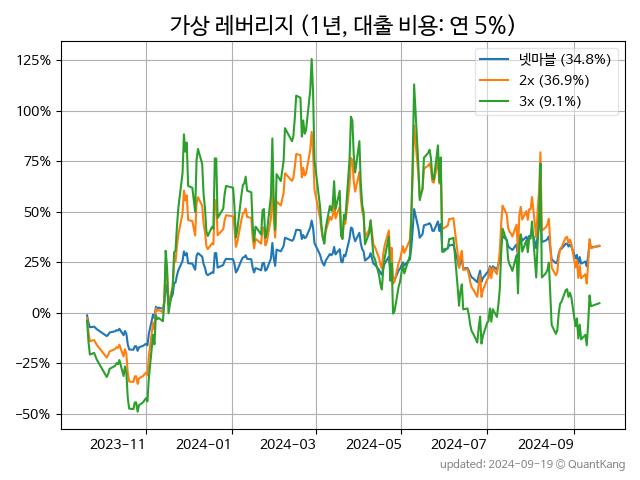 가상 레버리지 (1년, 대출 비용: 연 5%)
넷마블 (34.8%)
2x (36.9%)
3x (9.1%)
125%
100%
75%
50%
25%
0%
−25%
−50%
2023-11
2024-01
2024-03
2024-05
2024-07
2024-09
updated: 2024-09-19 © QuantKang